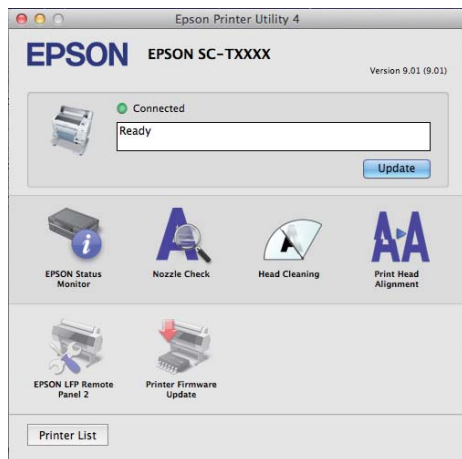 Epson Printer Utility 4
EPSON
EPSON SC-TXXXX
Version 9.01 (9.01)
Connected
Ready
Update
EPSON Status
Monitor
Nozzle Check
Head Cleaning
Print Head
Alignment
EPSON LFP Remote
Panel 2
Printer Firmware
Update
Printer List